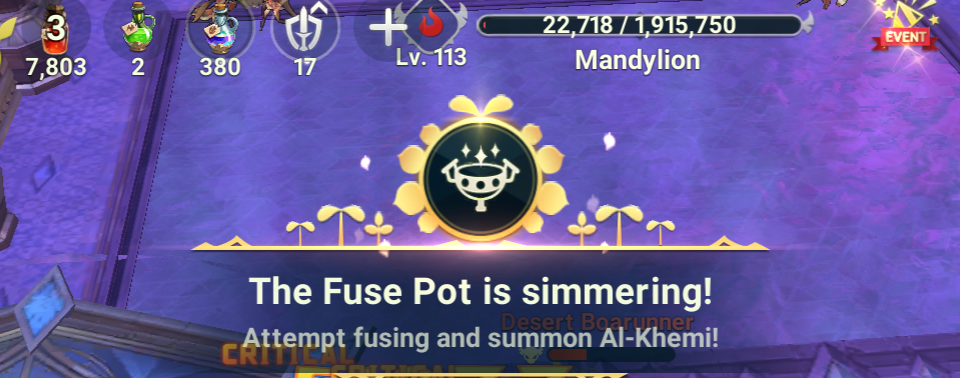 3
7,803
2
380
17
Lv. 113
22,718 / 1,915,750
Mandylion
EVENT
The Fuse Pot is simmering!
Desert Boarunner
Attempt fusing and summon Al-Khemi!
CRITICAL
CRITICAL